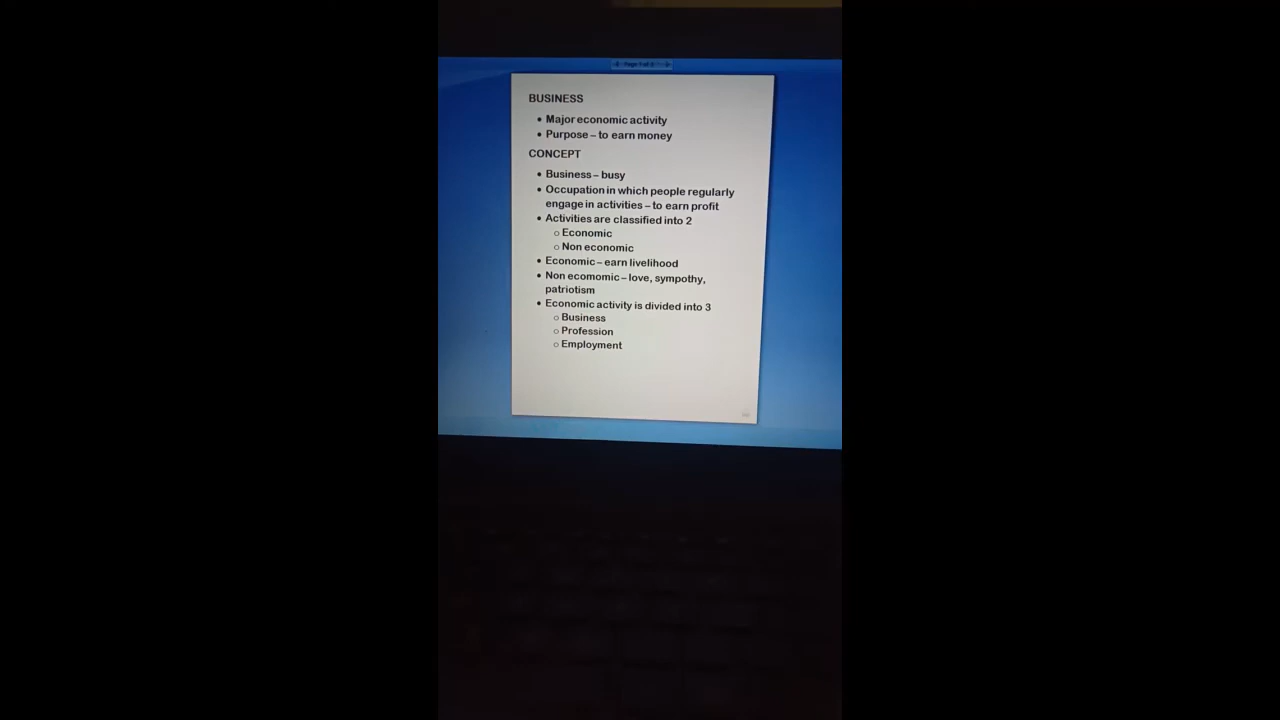 BUSINESS
• Major economic activity
• Purpose – to earn money
CONCEPT
• Business – busy
• Occupation in which people regularly
engage in activities – to earn profit
• Activities are classified into 2
○ Economic
○ Non economic
• Economic – earn livelihood
• Non ecomomic – love, sympothy,
patriotism
• Economic activity is divided into 3
○ Business
○ Profession
○ Employment